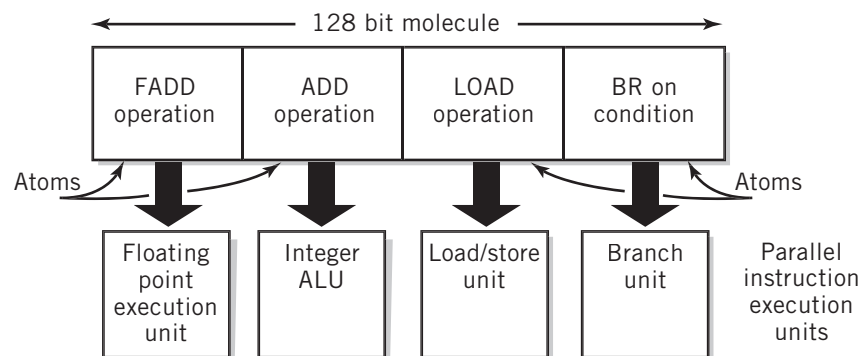 128 bit molecule
FADD
operation
ADD
operation
LOAD
operation
BR on
condition
Atoms
Atoms
Floating
point
execution
unit
Integer
ALU
Load/store
unit
Branch
unit
Parallel
instruction
execution
units